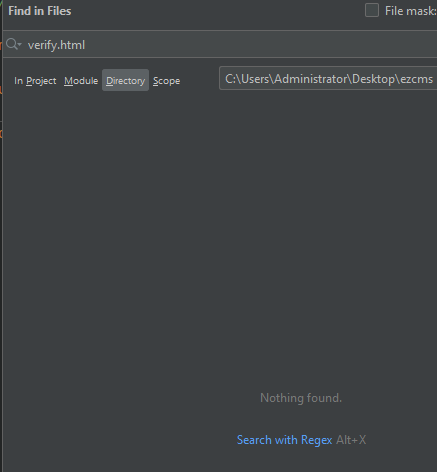 Find in Files
File mask:
verify.html
In Project Module Directory Scope C:\Users\Administrator\Desktop\ezcms
Nothing found.
Search with Regex Alt+X